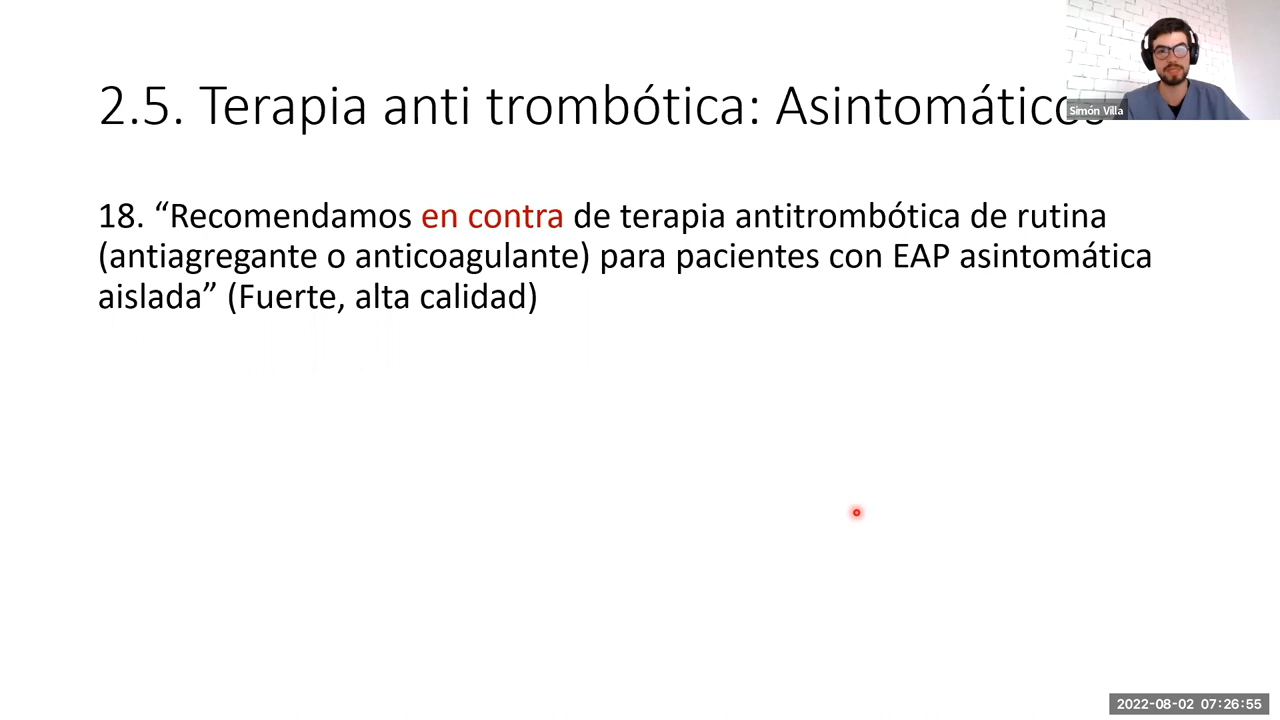 2.5. Terapia anti trombótica: Asintomáticos
Simón Villa
18. “Recomendamos en contra de terapia antitrombótica de rutina
(antiagregante o anticoagulante) para pacientes con EAP asintomática
aislada” (Fuerte, alta calidad)
2022-08-02 07:26:55